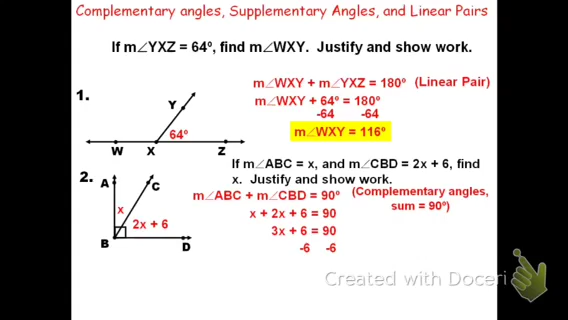 Complementary angles, Supplementary Angles, and Linear Pairs
If m∠YXZ = 64º, find m∠WXY. Justify and show work.
1.
m∠WXY + m∠YXZ = 180º (Linear Pair)
m∠WXY + 64º = 180º
-64 -64
m∠WXY = 116º
Y
64º
W X Z
If m∠ABC = x, and m∠CBD = 2x + 6, find
x. Justify and show work.
2.
m∠ABC + m∠CBD = 90º
(Complementary angles,
sum = 90º)
x + 2x + 6 = 90
3x + 6 = 90
-6 -6
A C
x
2x + 6
B D
Created with Doceri